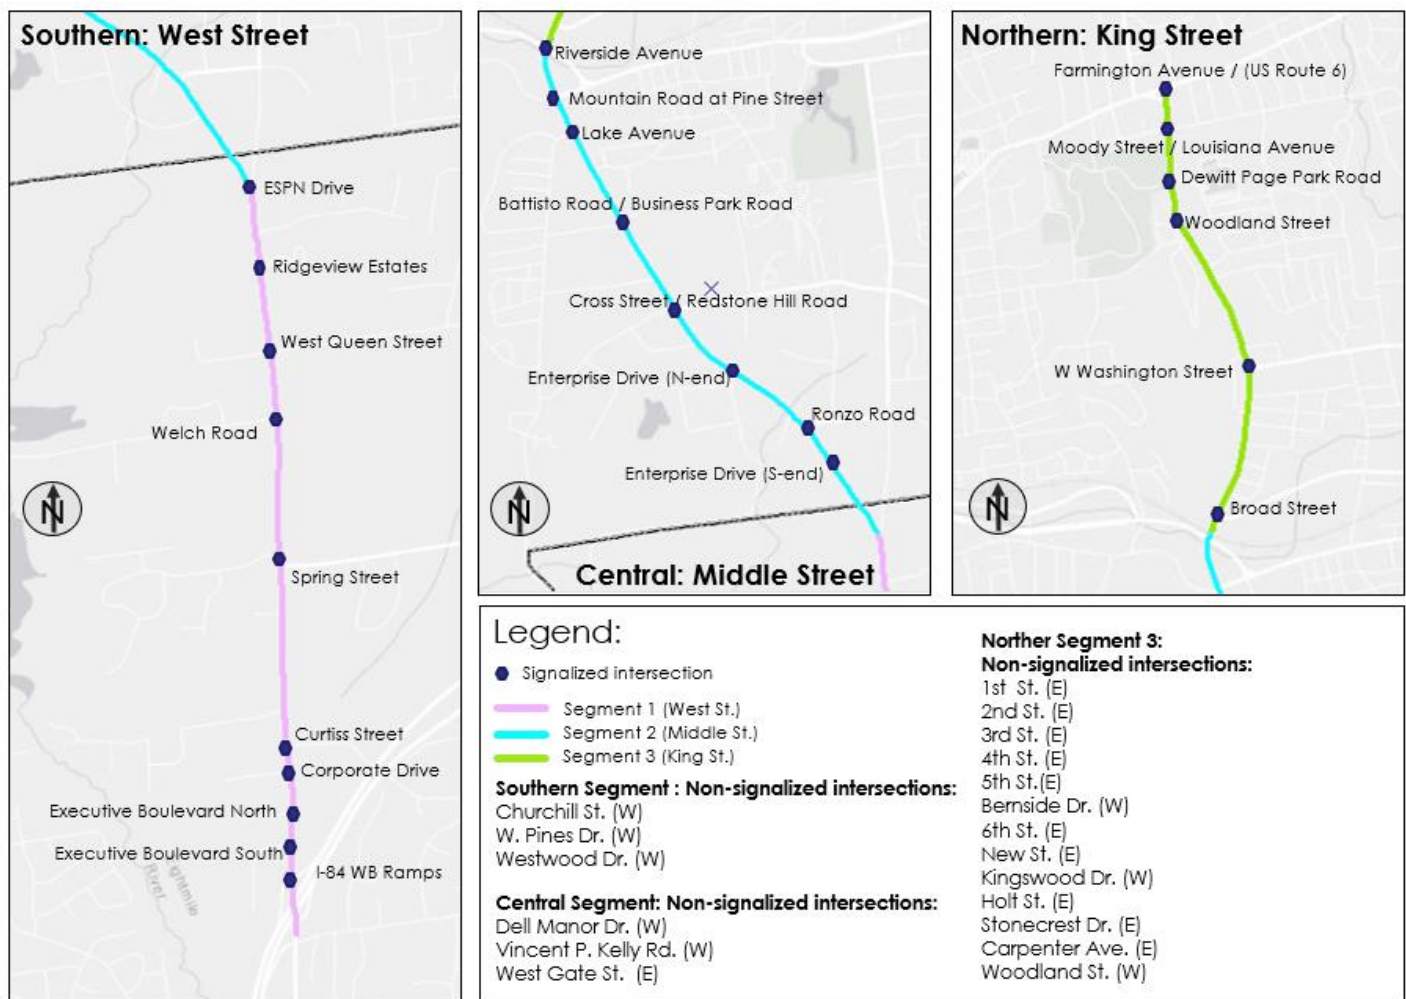 Southern: West Street
ESPN Drive
Ridgeview Estates
West Queen Street
Welch Road
N
Spring Street
Curtiss Street
Corporate Drive
Executive Boulevard North
Executive Boulevard South
I-84 WB Ramps
River
Riverside Avenue
Mountain Road at Pine Street
Lake Avenue
Battisto Road / Business Park Road
Cross Street / Redstone Hill Road
Enterprise Drive (N-end)
Ronzo Road
Enterprise Drive (S-end)
N
Central: Middle Street
Northern: King Street
Farmington Avenue / (US Route 6)
Moody Street / Louisiana Avenue
Dewitt Page Park Road
Woodland Street
W Washington Street
N
Broad Street
Legend:
Signalized intersection
Segment 1 (West St.)
Segment 2 (Middle St.)
Segment 3 (King St.)
Southern Segment : Non-signalized intersections:
Churchill St. (W)
W. Pines Dr. (W)
Westwood Dr. (W)
Central Segment: Non-signalized intersections:
Dell Manor Dr. (W)
Vincent P. Kelly Rd. (W)
West Gate St. (E)
Norther Segment 3:
Non-signalized intersections:
1st St. (E)
2nd St. (E)
3rd St. (E)
4th St. (E)
5th St.(E)
Bernside Dr. (W)
6th St. (E)
New St. (E)
Kingswood Dr. (W)
Holt St. (E)
Stonecrest Dr. (E)
Carpenter Ave. (E)
Woodland St. (W)